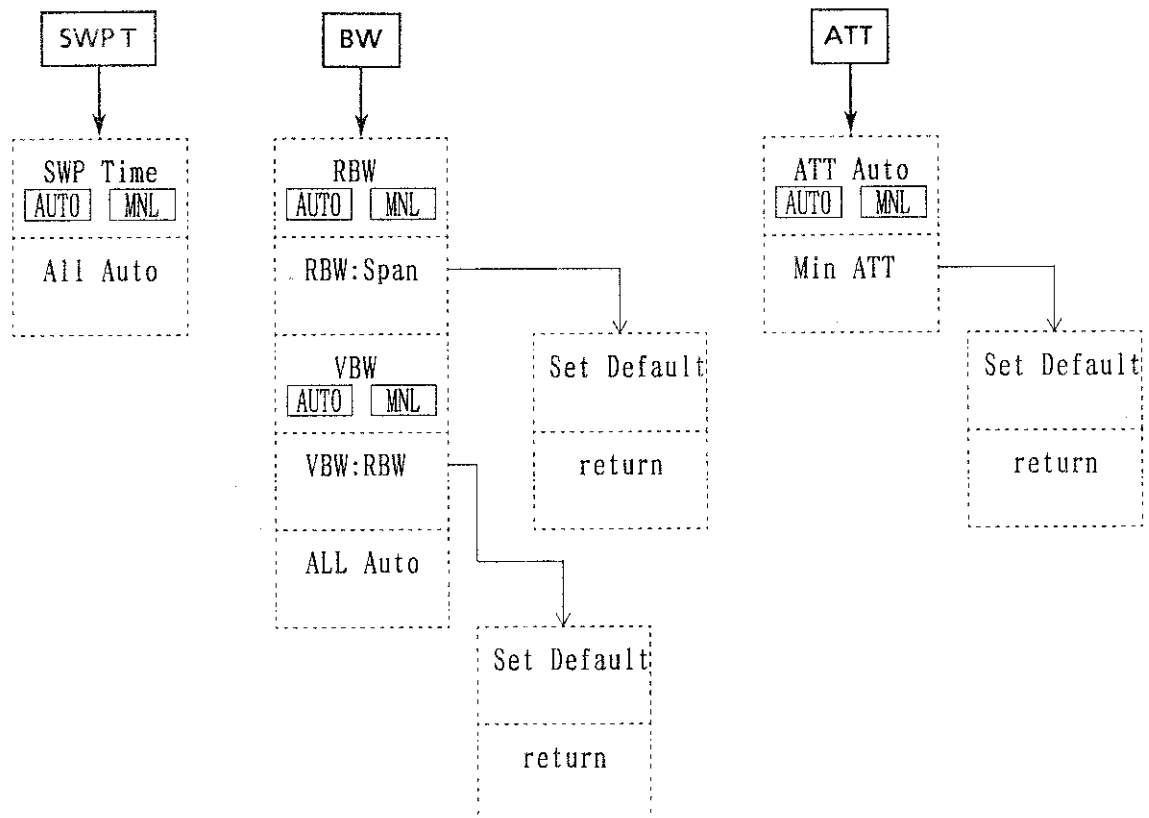 SWPT
SWP Time
AUTO MNL
All Auto
BW
RBW
AUTO MNL
RBW:Span
VBW
AUTO MNL
VBW:RBW
ALL Auto
Set Default
return
Set Default
return
ATT
ATT Auto
AUTO MNL
Min ATT
Set Default
return